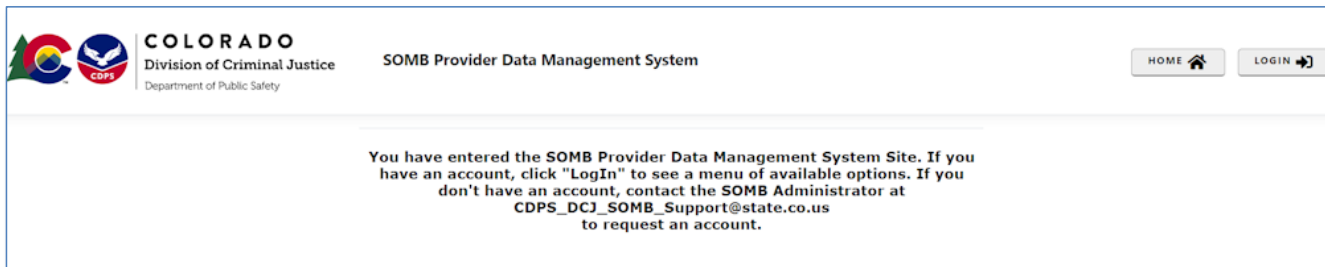 COLORADO
Division of Criminal Justice
Department of Public Safety
CDPS
SOMB Provider Data Management System
HOME
LOGIN
You have entered the SOMB Provider Data Management System Site. If you
have an account, click "LogIn" to see a menu of available options. If you
don't have an account, contact the SOMB Administrator at
CDPS_DCJ_SOMB_Support@state.co.us
to request an account.